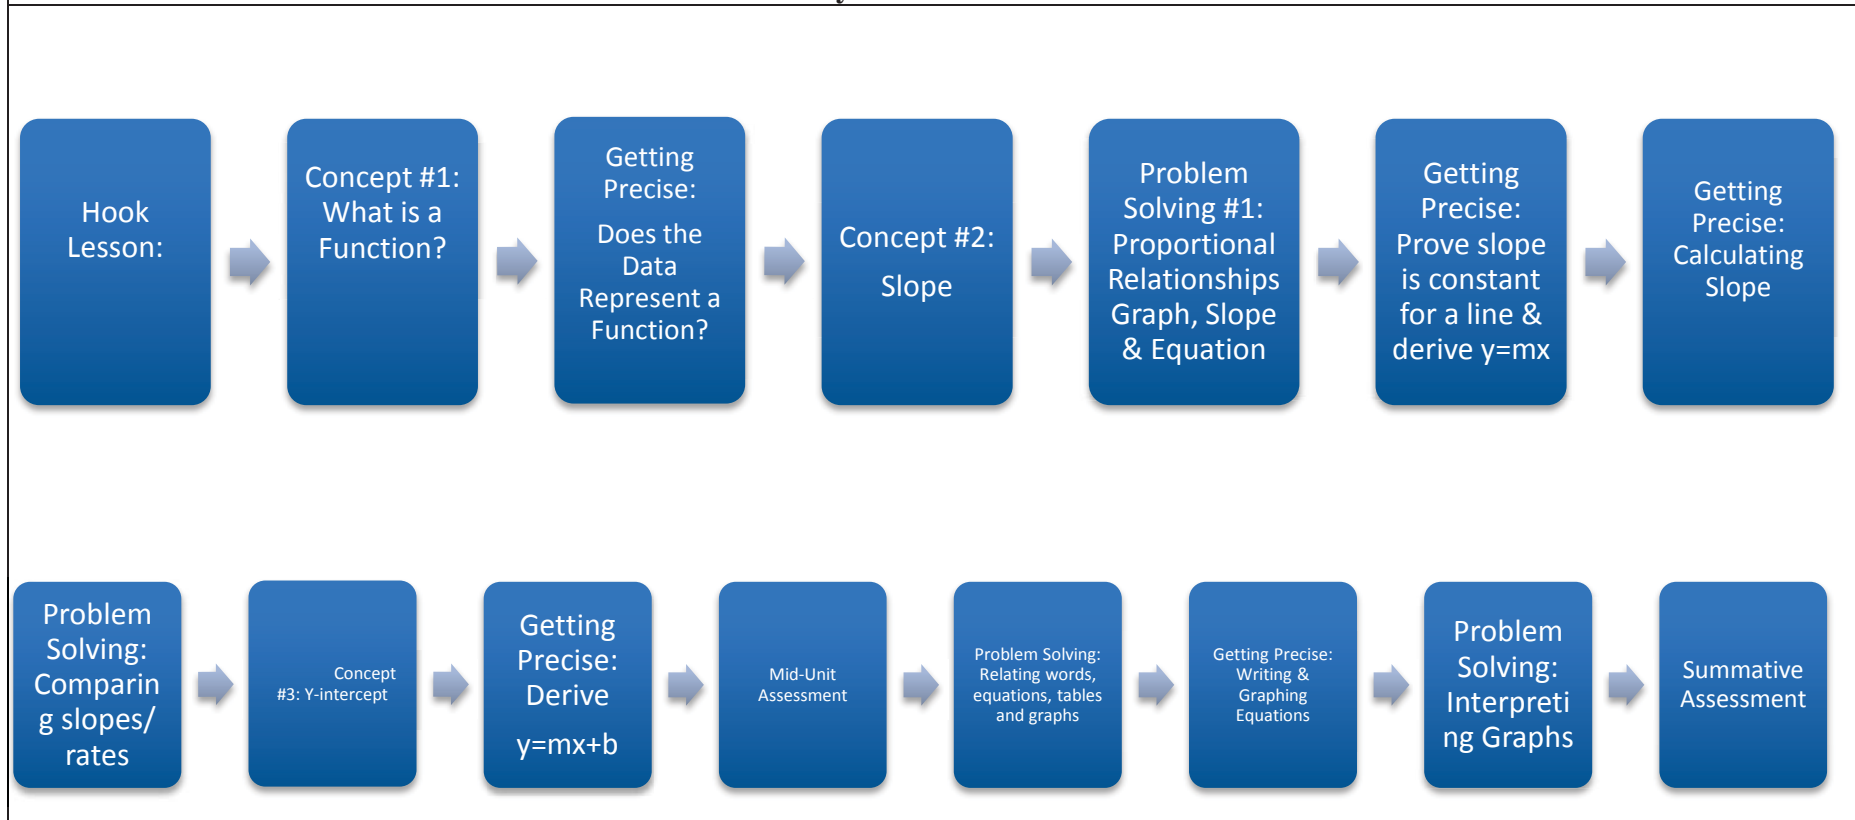 Hook
Lesson:
Concept #1:
What is a
Function?
Getting
Precise:
Does the
Data
Represent a
Function?
Concept #2:
Slope
Problem
Solving #1:
Proportional
Relationships
Graph, Slope
& Equation
Getting
Precise:
Prove slope
is constant
for a line &
derive y=mx
Getting
Precise:
Calculating
Slope
Problem
Solving:
Comparin
g slopes/
rates
Concept
#3: Y-intercept
Getting
Precise:
Derive
y=mx+b
Mid-Unit
Assessment
Problem Solving:
Relating words,
equations, tables
and graphs
Getting Precise:
Writing &
Graphing
Equations
Problem
Solving:
Interpreti
ng Graphs
Summative
Assessment